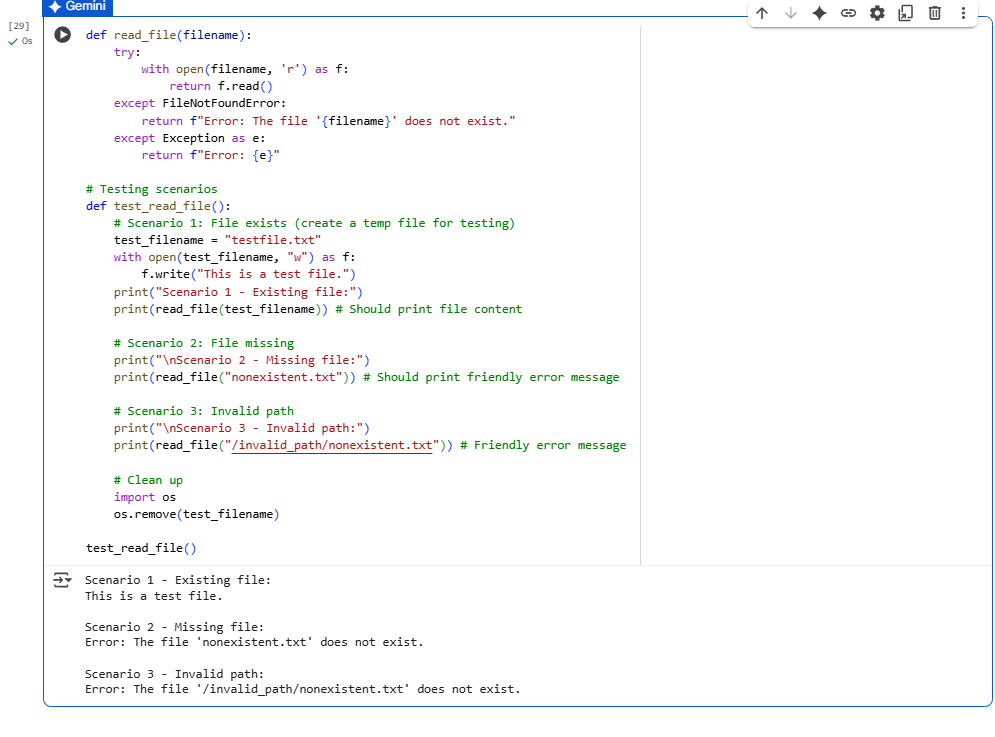 Gemini
[29]
0s
def read_file(filename):
    try:
        with open(filename, 'r') as f:
            return f.read()
    except FileNotFoundError:
        return f"Error: The file '{filename}' does not exist."
    except Exception as e:
        return f"Error: {e}"

# Testing scenarios
def test_read_file():
    # Scenario 1: File exists (create a temp file for testing)
    test_filename = "testfile.txt"
    with open(test_filename, "w") as f:
        f.write("This is a test file.")
    print("Scenario 1 - Existing file:")
    print(read_file(test_filename)) # Should print file content

    # Scenario 2: File missing
    print("\nScenario 2 - Missing file:")
    print(read_file("nonexistent.txt")) # Should print friendly error message

    # Scenario 3: Invalid path
    print("\nScenario 3 - Invalid path:")
    print(read_file("/invalid_path/nonexistent.txt")) # Friendly error message

    # Clean up
    import os
    os.remove(test_filename)

test_read_file()
Scenario 1 - Existing file:
This is a test file.

Scenario 2 - Missing file:
Error: The file 'nonexistent.txt' does not exist.

Scenario 3 - Invalid path:
Error: The file '/invalid_path/nonexistent.txt' does not exist.